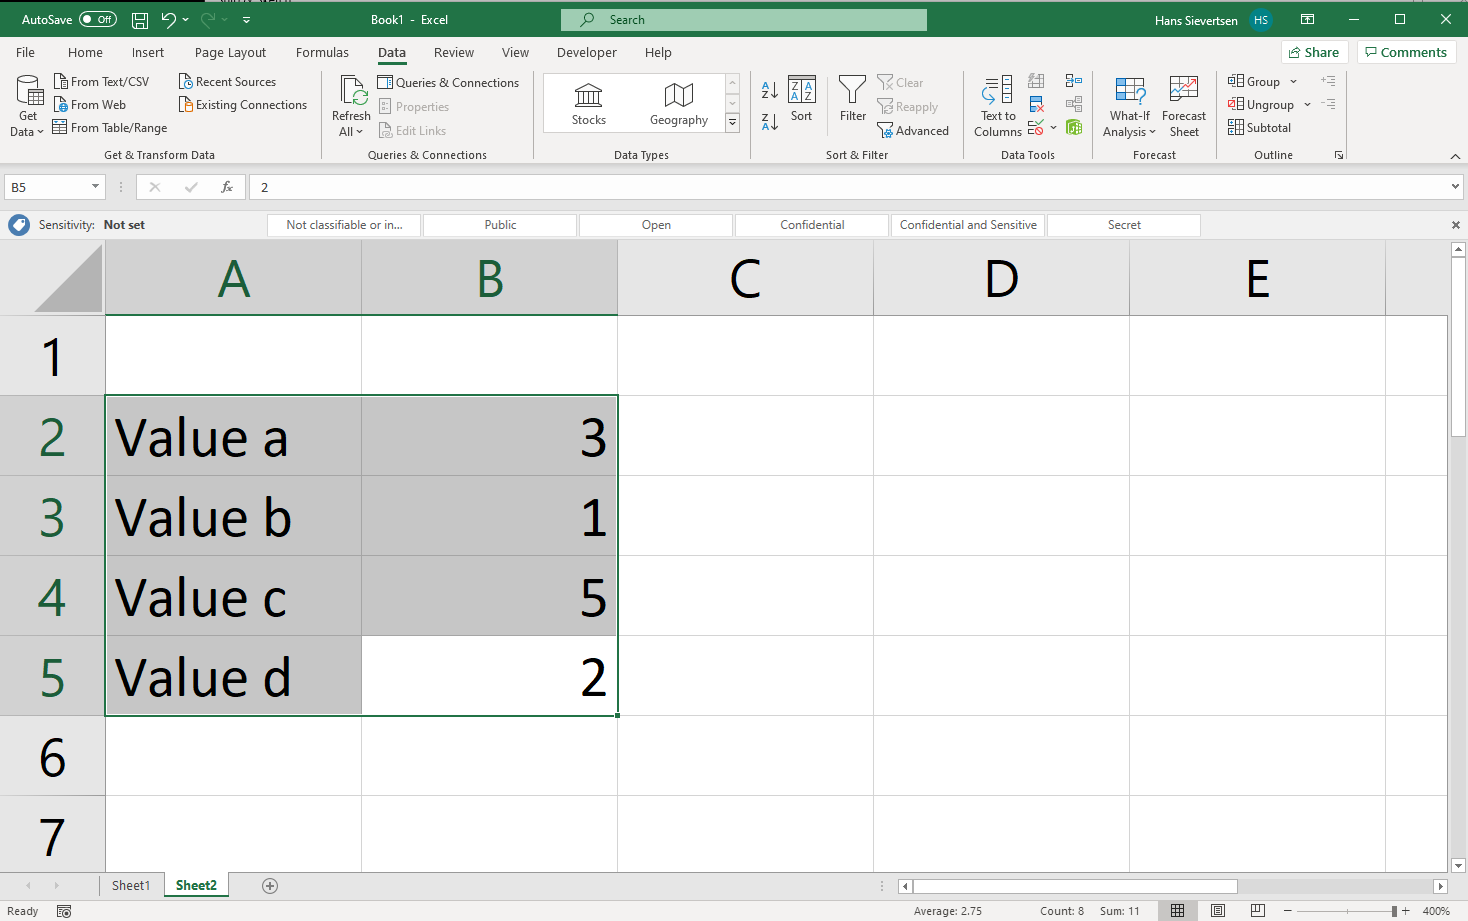 AutoSave Off Book1 - Excel Search Hans Sievertsen HS
File Home Insert Page Layout Formulas Data Review View Developer Help Share Comments
Get Data
From Text/CSV
From Web
From Table/Range
Recent Sources
Existing Connections
Get & Transform Data
Refresh All
Queries & Connections
Properties
Edit Links
Queries & Connections
Stocks Geography
Data Types
Sort
Filter
Clear
Reapply
Advanced
Sort & Filter
Text to
Columns
Data Tools
What-If
Analysis
Forecast
Sheet
Forecast
Group
Ungroup
Subtotal
Outline
B5 fx 2
Sensitivity: Not set Not classifiable or in... Public Open Confidential Confidential and Sensitive Secret
A B C D E
1
2 Value a 3
3 Value b 1
4 Value c 5
5 Value d 2
6
7
Sheet1 Sheet2
Ready Average: 2.75 Count: 8 Sum: 11 400%